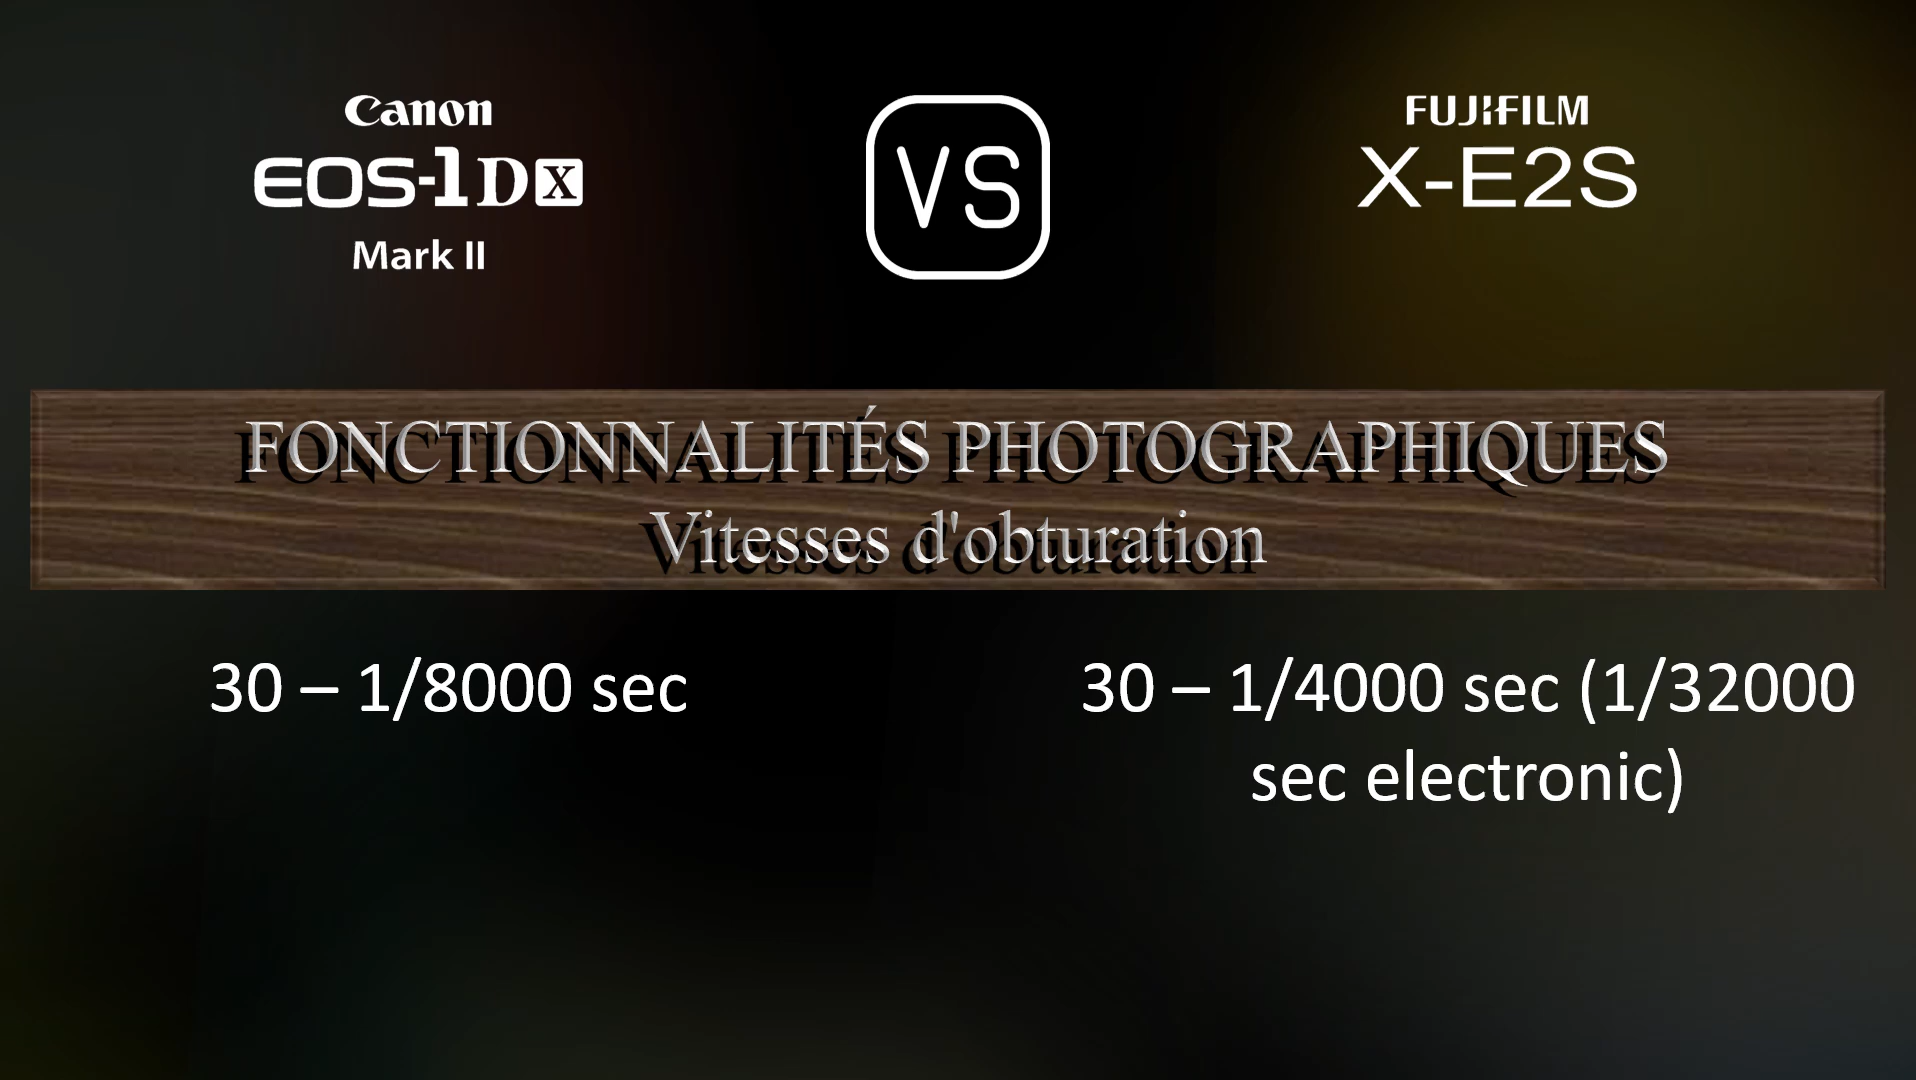 Canon
EOS-1DX
Mark II
VS
FUJIFILM
X-E2S
FONCTIONNALITÉS PHOTOGRAPHIQUES
Vitesses d'obturation
30 – 1/8000 sec
30 – 1/4000 sec (1/32000
sec electronic)